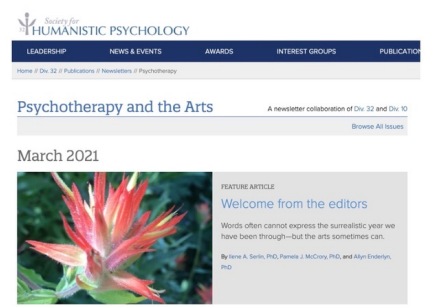 Society for
HUMANISTIC PSYCHOLOGY
LEADERSHIP NEWS & EVENTS AWARDS INTEREST GROUPS PUBLICATION
Home // Div. 32 // Publications // Newsletters // Psychotherapy
Psychotherapy and the Arts
A newsletter collaboration of Div. 32 and Div. 10
Browse All Issues
March 2021
FEATURE ARTICLE
Welcome from the editors
Words often cannot express the surrealistic year we
have been through—but the arts sometimes can.
By Ilene A. Serlin, PhD, Pamela J. McCrory, PhD, and Allyn Enderlyn,
PhD